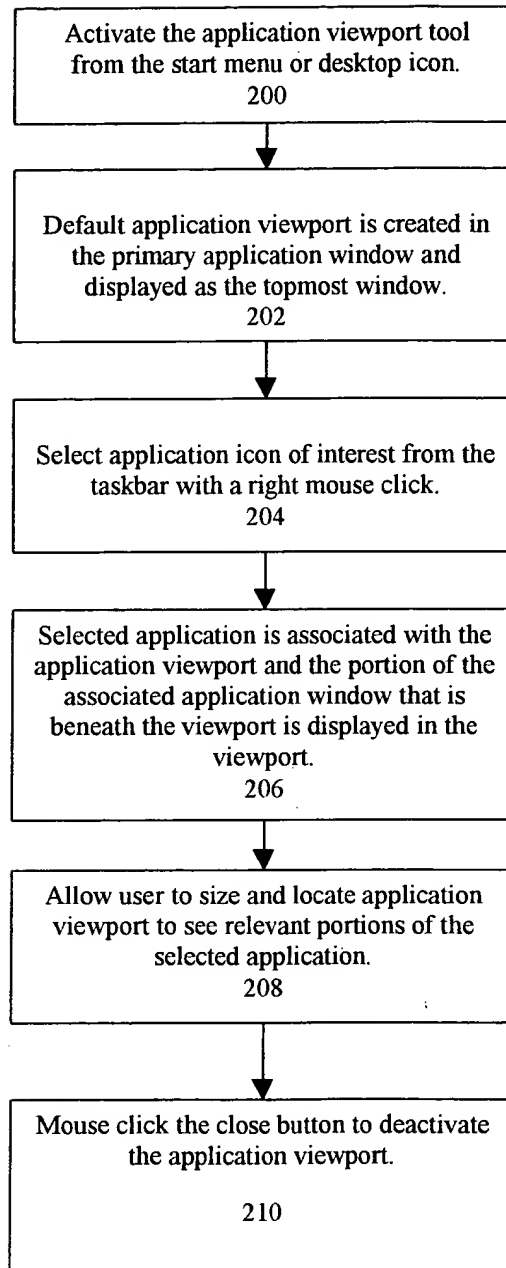 Activate the application viewport tool
from the start menu or desktop icon.
200
Default application viewport is created in
the primary application window and
displayed as the topmost window.
202
Select application icon of interest from the
taskbar with a right mouse click.
204
Selected application is associated with the
application viewport and the portion of the
associated application window that is
beneath the viewport is displayed in the
viewport.
206
Allow user to size and locate application
viewport to see relevant portions of the
selected application.
208
Mouse click the close button to deactivate
the application viewport.
210